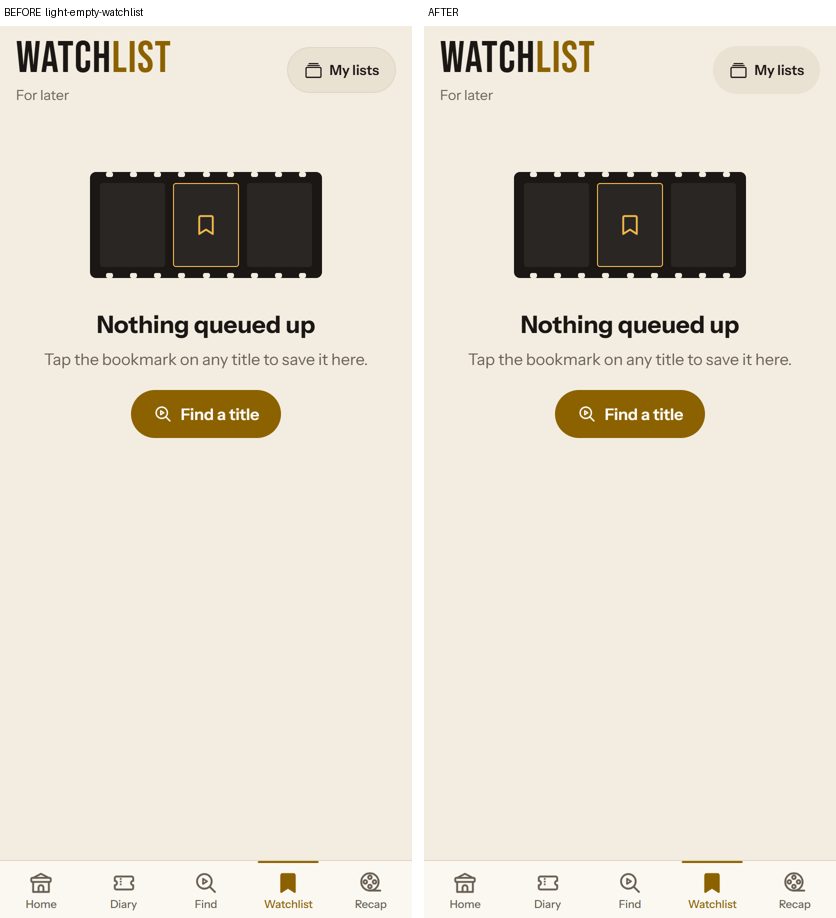 BEFORE light-empty-watchlist
WATCHLIST
My lists
For later
Nothing queued up
Tap the bookmark on any title to save it here.
Find a title
Home
Diary
Find
Watchlist
Recap
AFTER
WATCHLIST
My lists
For later
Nothing queued up
Tap the bookmark on any title to save it here.
Find a title
Home
Diary
Find
Watchlist
Recap